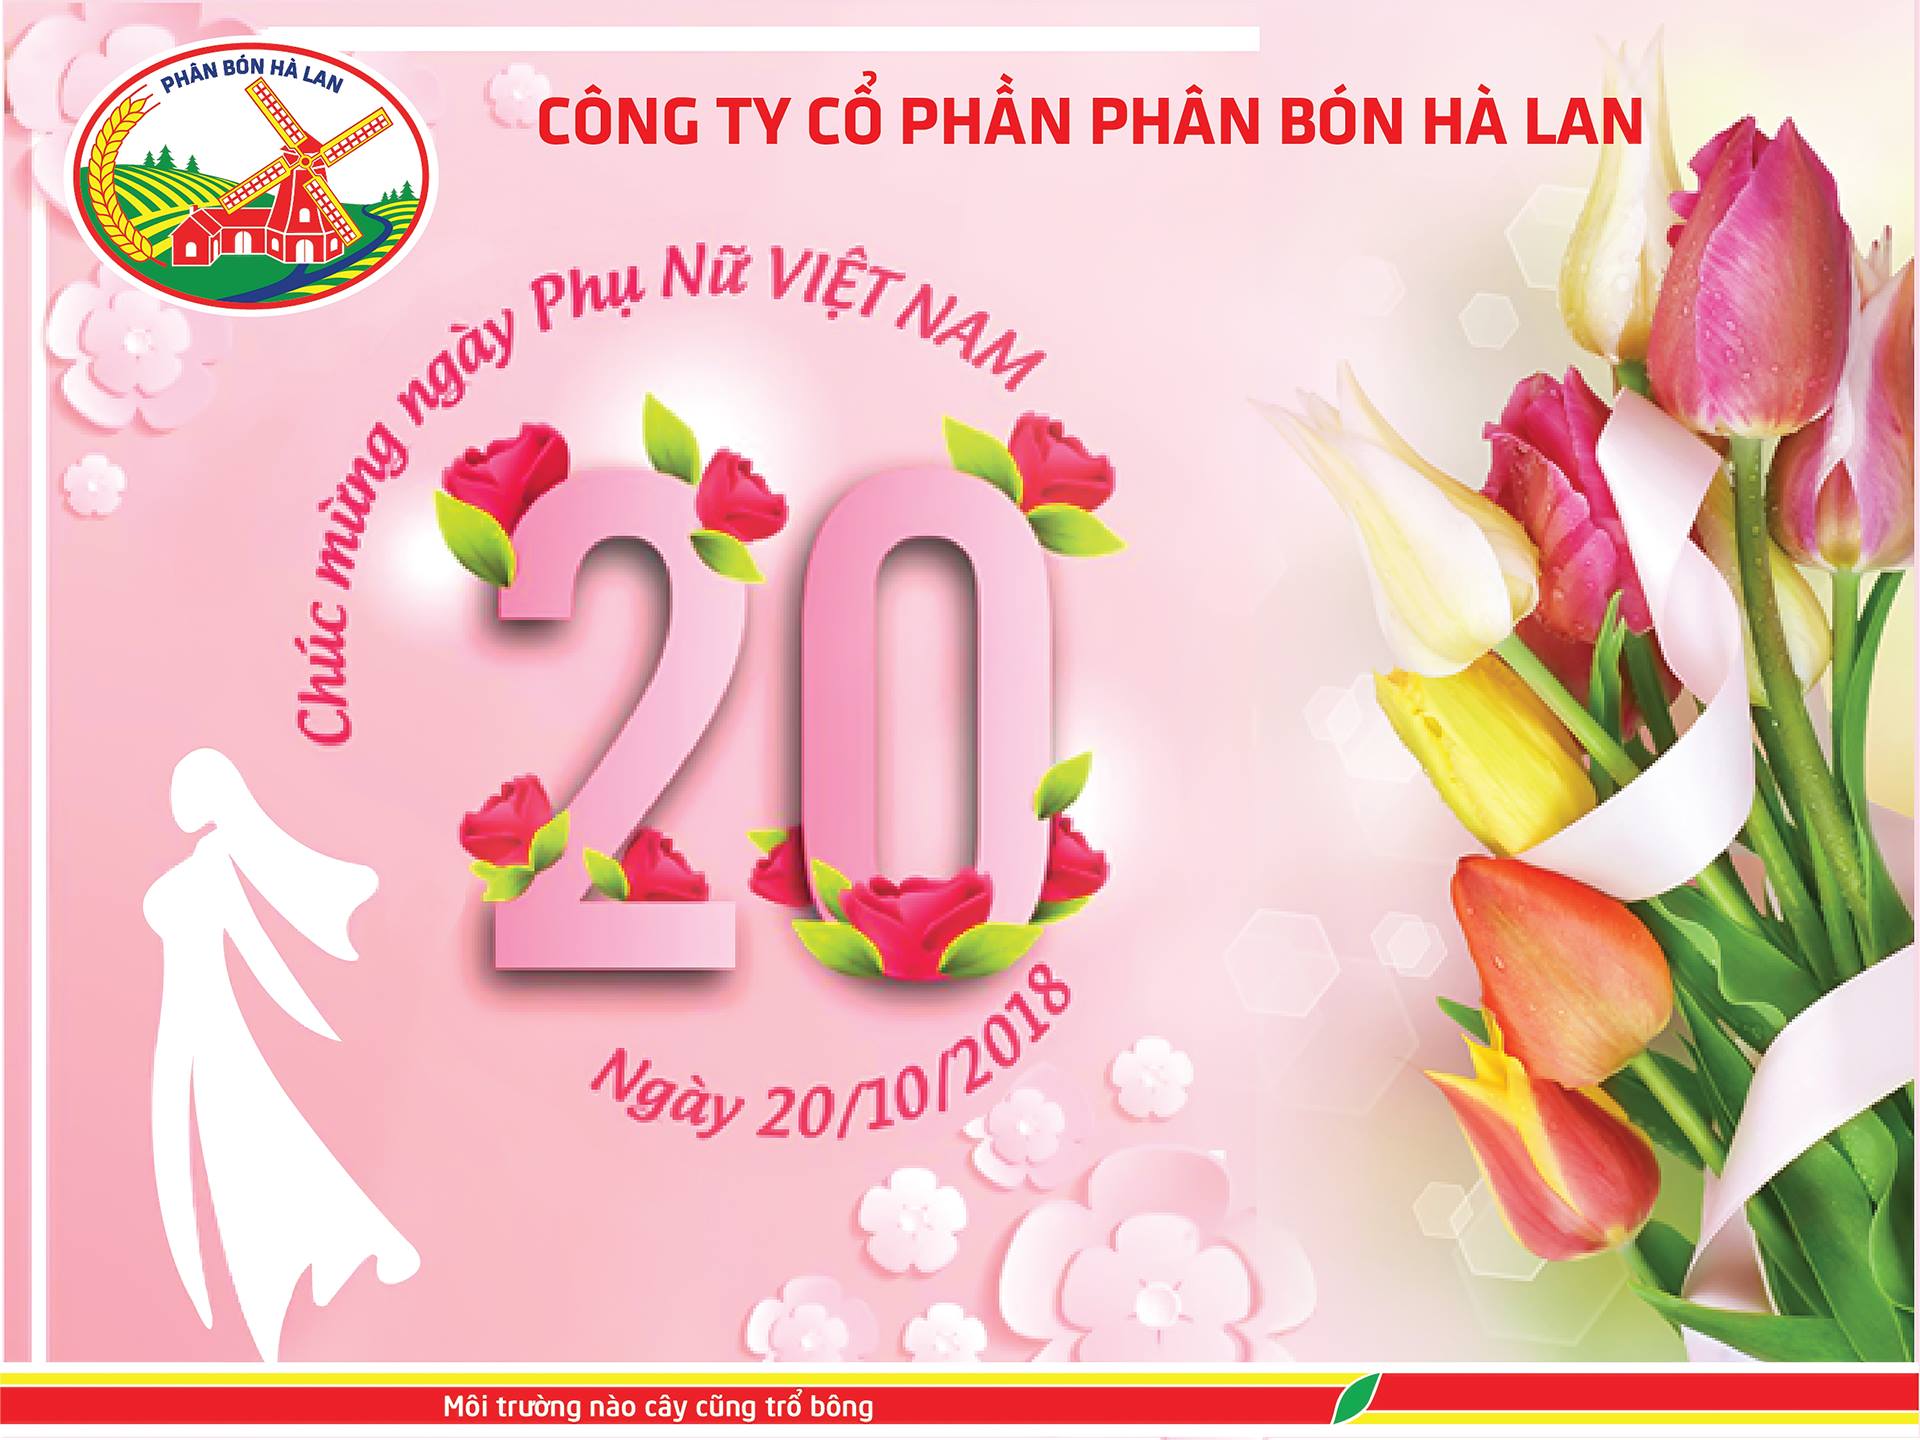 PHÂN BÓN HÀ LAN
CÔNG TY CỔ PHẦN PHÂN BÓN HÀ LAN
Chúc mừng ngày Phụ Nữ VIỆT NAM
20
Ngày 20/10/2018
Môi trường nào cây cũng trổ bông